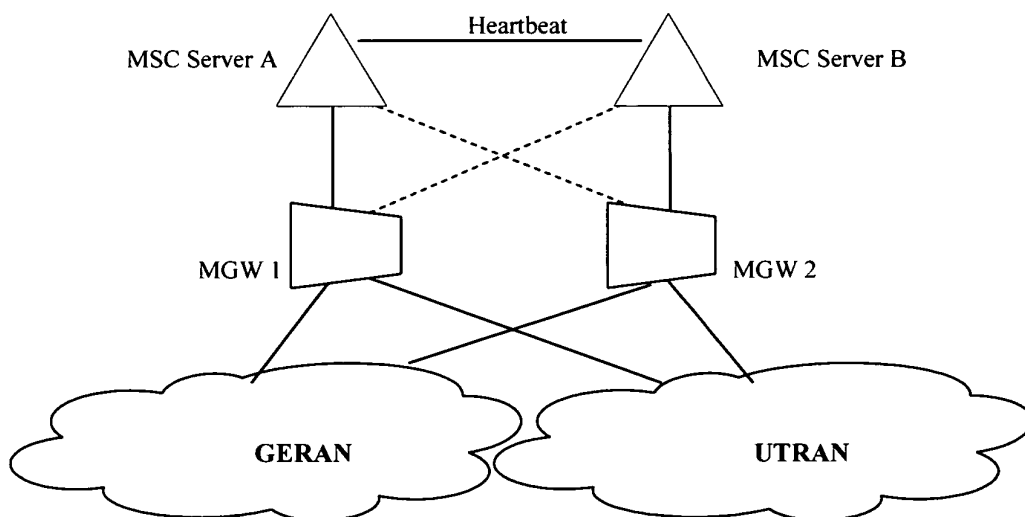 Heartbeat
MSC Server A
MSC Server B
MGW 1
MGW 2
GERAN
UTRAN